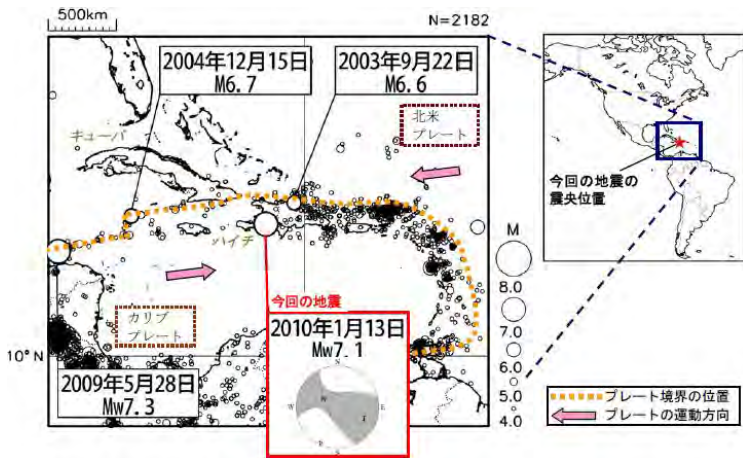 500km
N=2182
2004年12月15日
M6.7
2003年9月22日
M6.6
キューバ
北米
プレート
ハイチ
今回の地震の
震央位置
M
8.0
7.0
6.0
5.0
4.0
カリブ
プレート
今回の地震
2010年1月13日
Mw7.1
N
W
E
S
P
T
10°N
2009年5月28日
Mw7.3
プレート境界の位置
プレートの運動方向